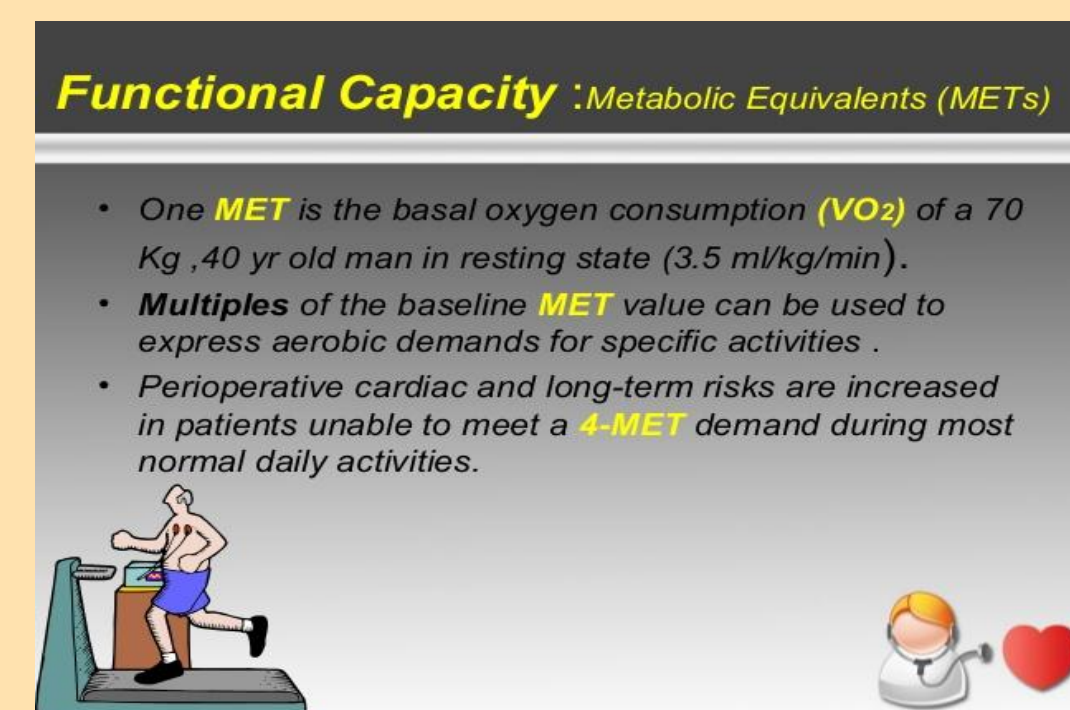 Functional Capacity :Metabolic Equivalents (METs)
• One MET is the basal oxygen consumption (VO2) of a 70
Kg ,40 yr old man in resting state (3.5 ml/kg/min).
• Multiples of the baseline MET value can be used to
express aerobic demands for specific activities .
• Perioperative cardiac and long-term risks are increased
in patients unable to meet a 4-MET demand during most
normal daily activities.